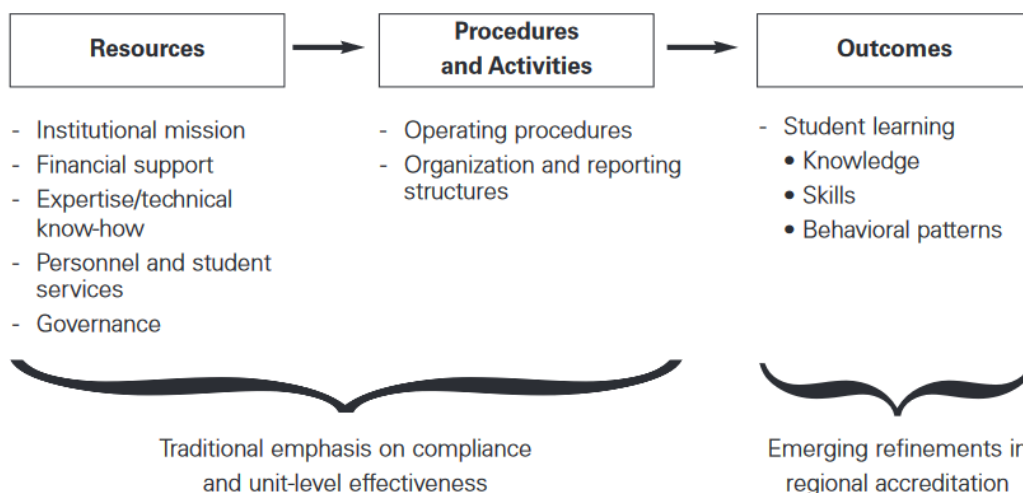 Resources
Procedures
and Activities
Outcomes
- Institutional mission
- Financial support
- Expertise/technical
know-how
- Personnel and student
services
- Governance
- Operating procedures
- Organization and reporting
structures
- Student learning
• Knowledge
• Skills
• Behavioral patterns
Traditional emphasis on compliance
and unit-level effectiveness
Emerging refinements in
regional accreditation